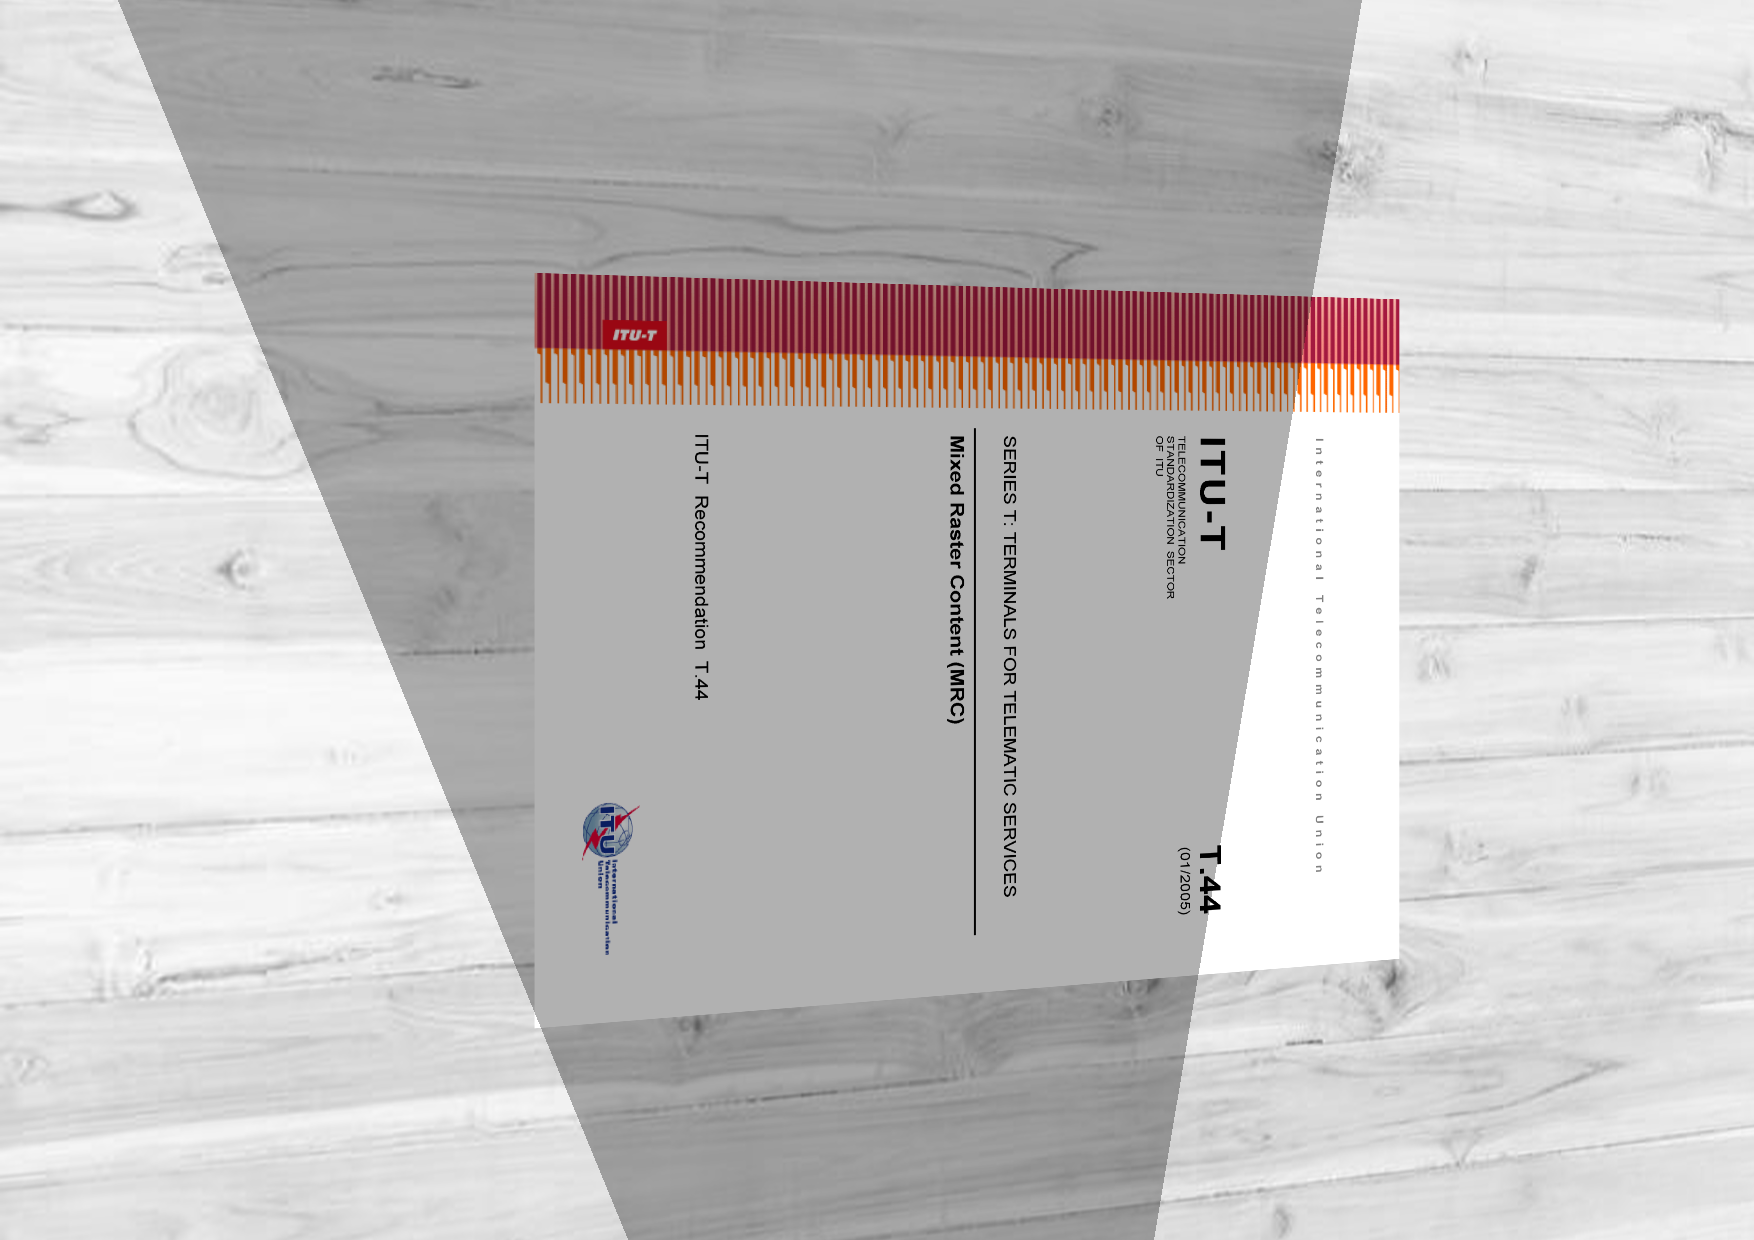 International Telecommunication Union
ITU-T
T.44
TELECOMMUNICATION
STANDARDIZATION SECTOR
OF ITU
(01/2005)
SERIES T: TERMINALS FOR TELEMATIC SERVICES
Mixed Raster Content (MRC)
ITU-T Recommendation T.44
ITU-T
ITU
International
Telecommunication
Union